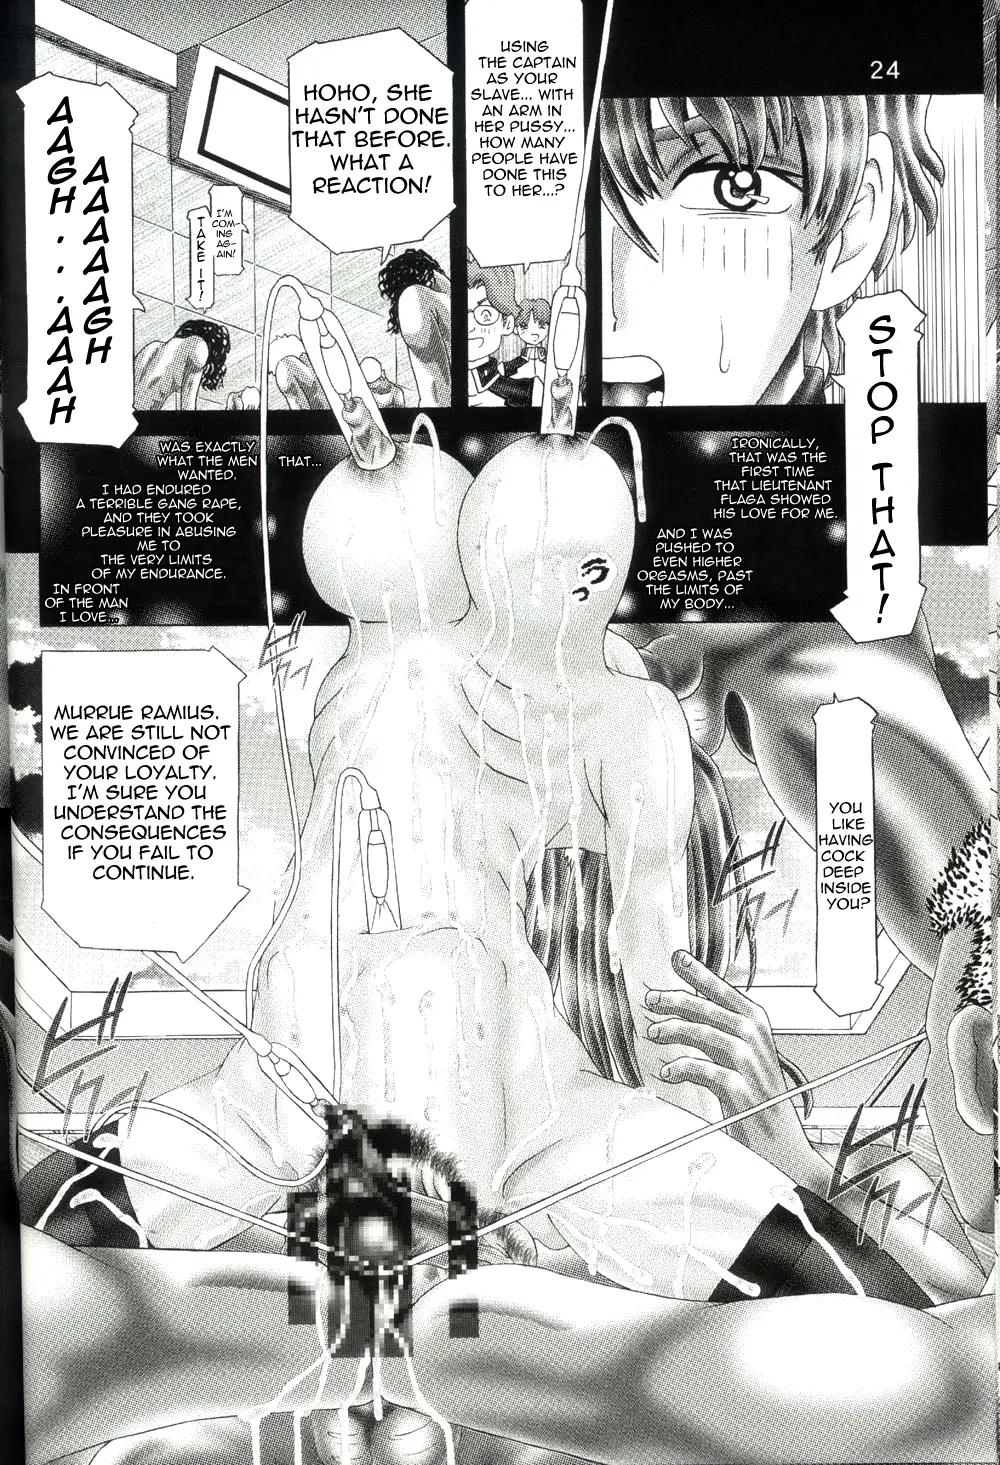 24
STOP THAT!
USING
THE CAPTAIN
AS YOUR
SLAVE... WITH
AN ARM IN
HER PUSSY...
HOW MANY
PEOPLE HAVE
DONE THIS
TO HER...?
HOHO, SHE
HASN'T DONE
THAT BEFORE.
WHAT A
REACTION!
I'M
COM-
ING
AG-
AIN!
TAKE IT!
AAAAAAGH
AAGH...AAAH
IRONICALLY,
THAT WAS THE
FIRST TIME
THAT LIEUTENANT
FLAGA SHOWED
HIS LOVE FOR ME.
AND I WAS
PUSHED TO
EVEN HIGHER
ORGASMS, PAST
THE LIMITS OF
MY BODY...
THAT...
WAS EXACTLY
WHAT THE MEN
WANTED.
I HAD ENDURED
A TERRIBLE GANG RAPE,
AND THEY TOOK
PLEASURE IN ABUSING
ME TO
THE VERY LIMITS
OF MY ENDURANCE.
IN FRONT
OF THE MAN
I LOVE...
YOU
LIKE
HAVING
COCK
DEEP
INSIDE
YOU?
MURRUE RAMIUS.
WE ARE STILL NOT
CONVINCED OF
YOUR LOYALTY.
I'M SURE YOU
UNDERSTAND THE
CONSEQUENCES
IF YOU FAIL TO
CONTINUE.